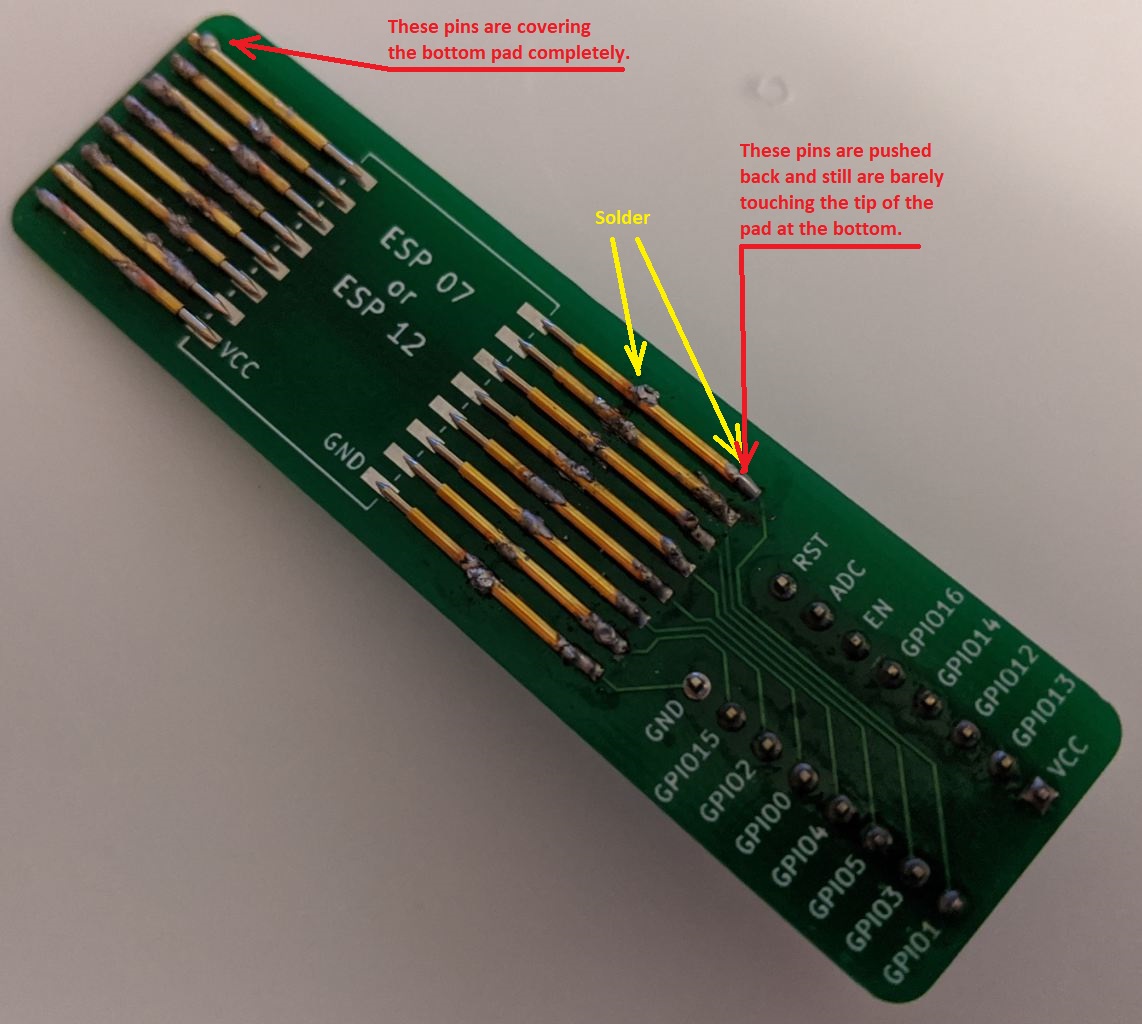 These pins are covering
the bottom pad completely.
These pins are pushed
back and still are barely
touching the tip of the
pad at the bottom.
Solder
ESP 07
or
ESP 12
VCC
GND
RST
ADC
EN
GPIO16
GPIO14
GPIO12
GPIO13
VCC
GND
GPIO15
GPIO2
GPIO0
GPIO4
GPIO5
GPIO3
GPIO1